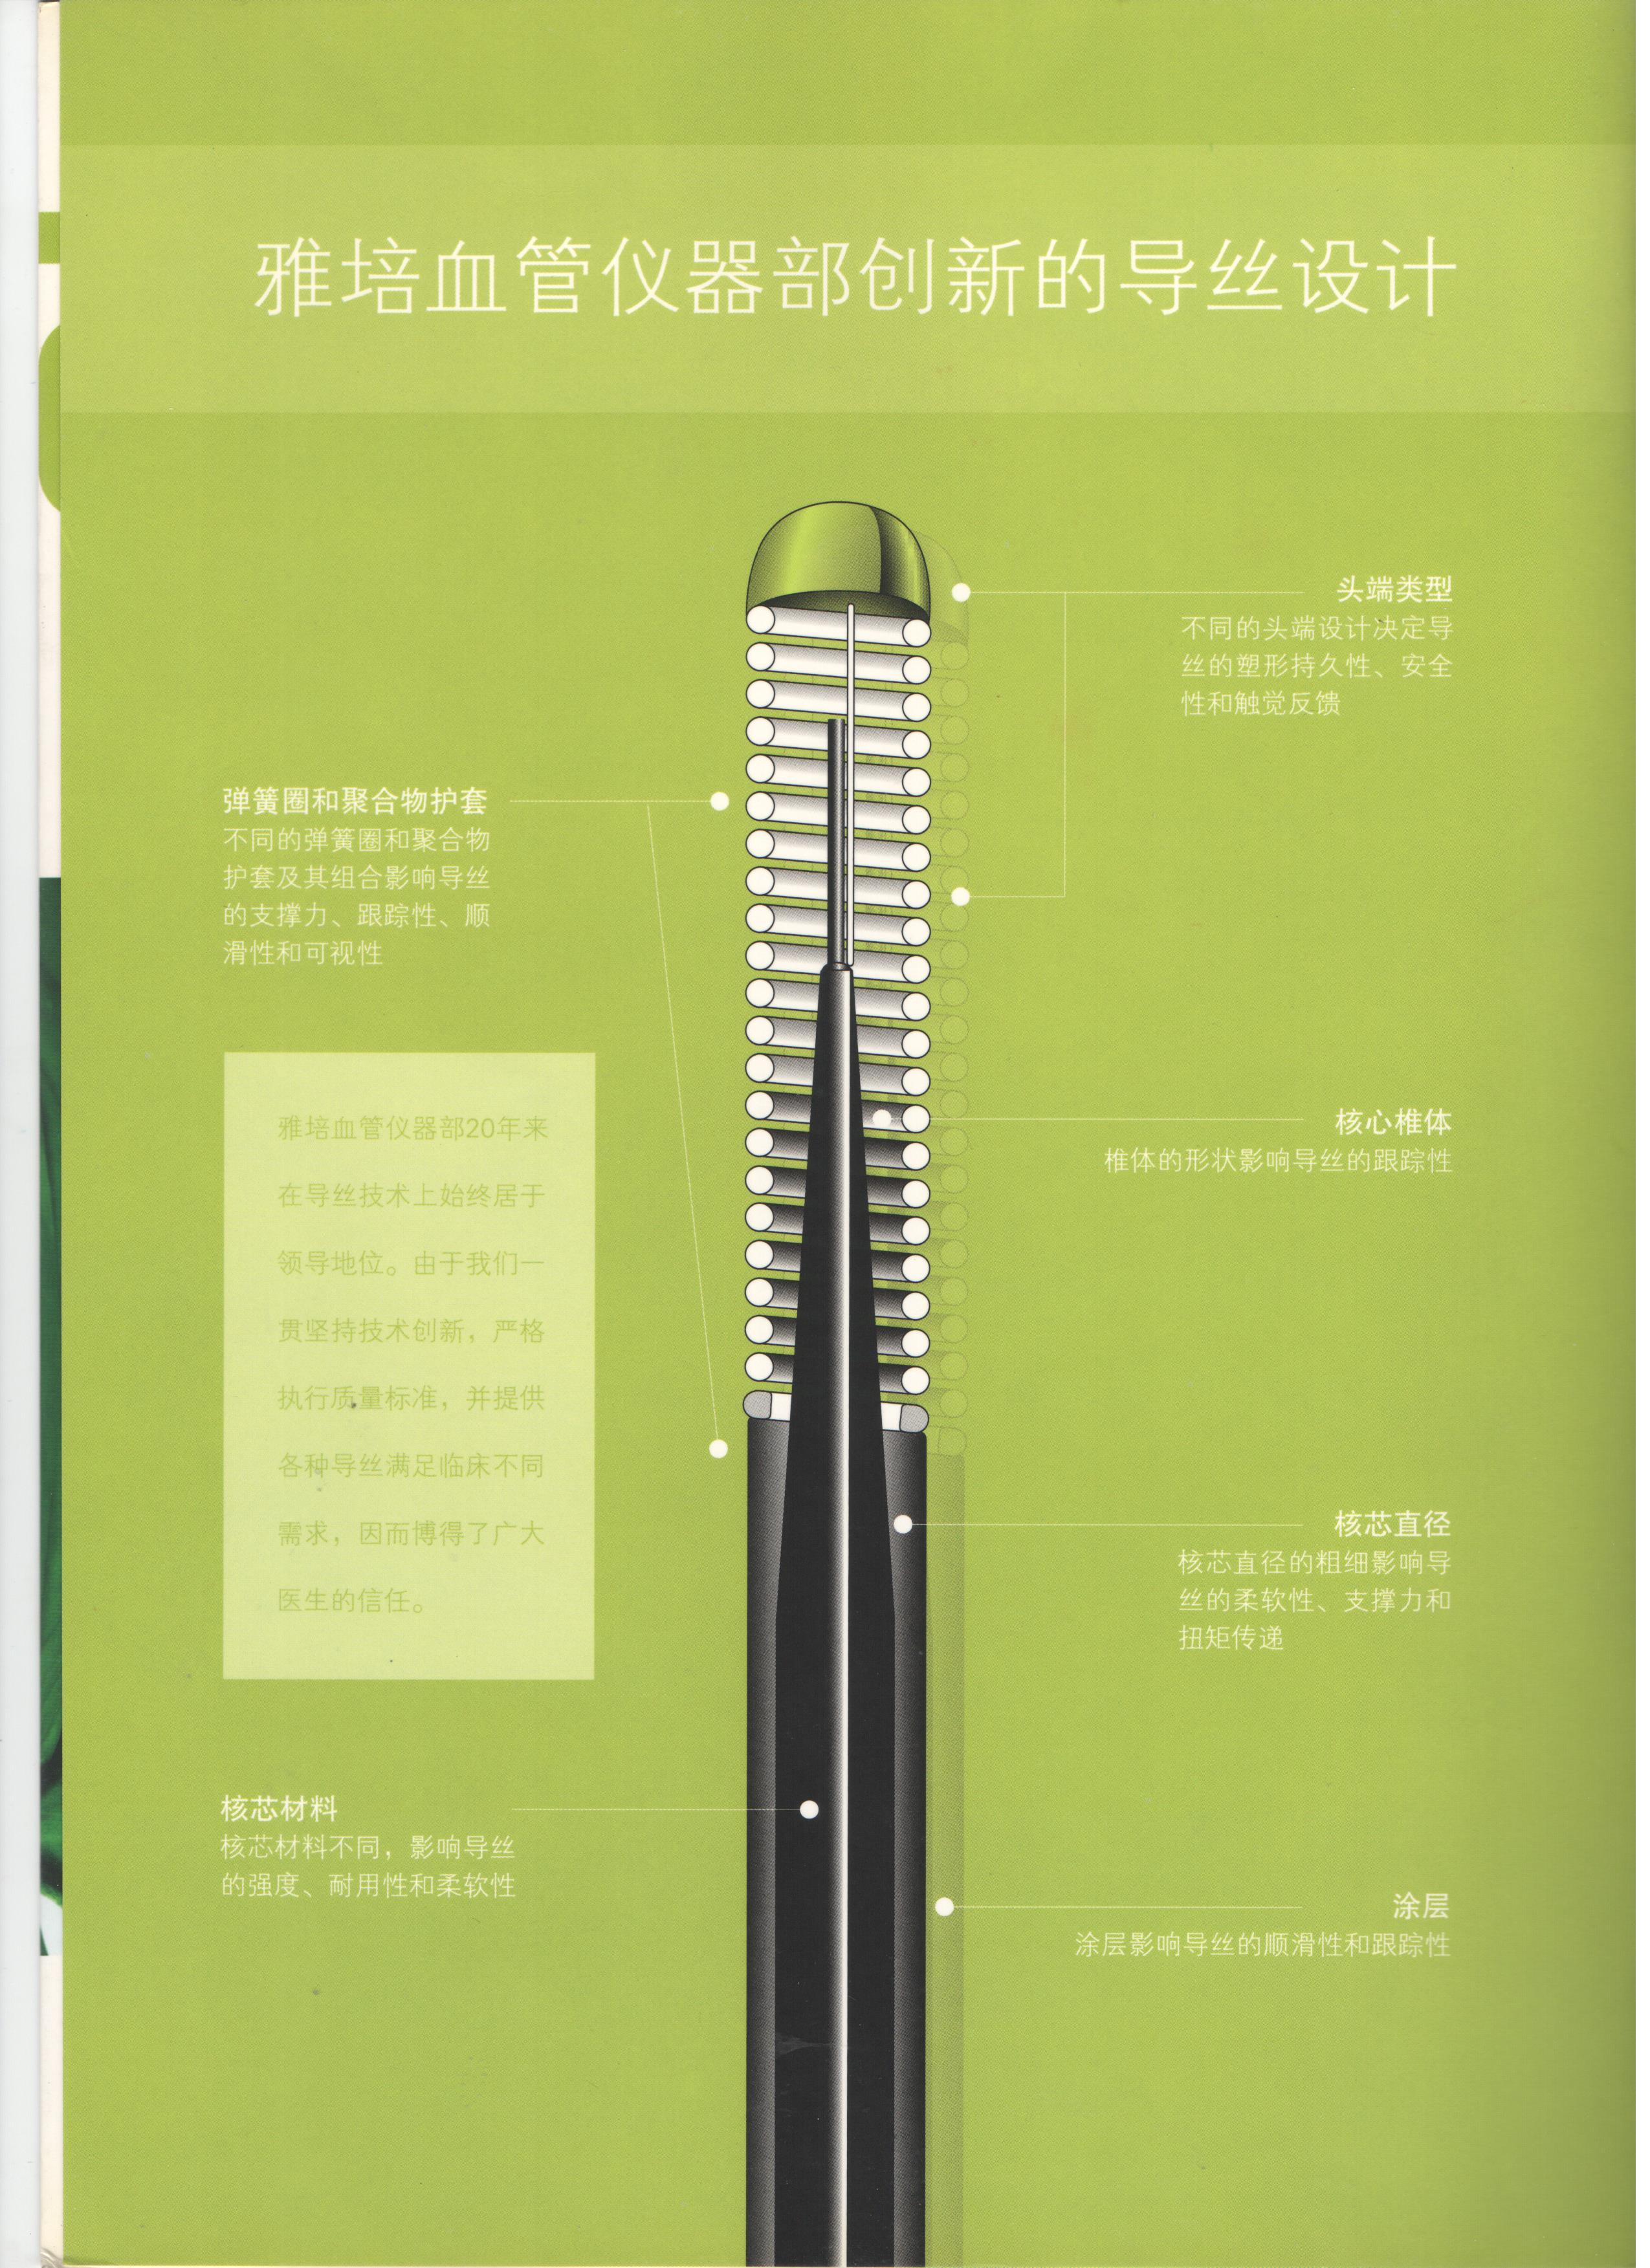 雅培血管仪器部创新的导丝设计
头端类型
不同的头端设计决定导
丝的塑形持久性、安全
性和触觉反馈
弹簧圈和聚合物护套
不同的弹簧圈和聚合物
护套及其组合影响导丝
的支撑力、跟踪性、顺
滑性和可视性
雅培血管仪器部20年来
在导丝技术上始终居于
领导地位。由于我们一
贯坚持技术创新，严格
执行质量标准，并提供
各种导丝满足临床不同
需求，因而博得了广大
医生的信任。
核心椎体
椎体的形状影响导丝的跟踪性
核芯直径
核芯直径的粗细影响导
丝的柔软性、支撑力和
扭矩传递
核芯材料
核芯材料不同，影响导丝
的强度、耐用性和柔软性
涂层
涂层影响导丝的顺滑性和跟踪性